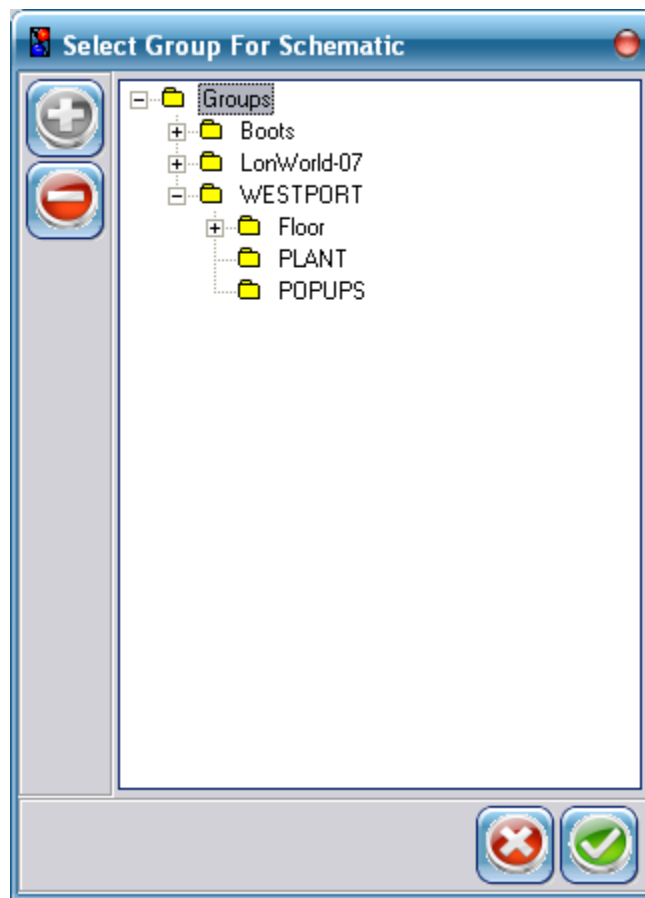 Select Group For Schematic
Groups
Boots
LonWorld-07
WESTPORT
Floor
PLANT
POPUPS